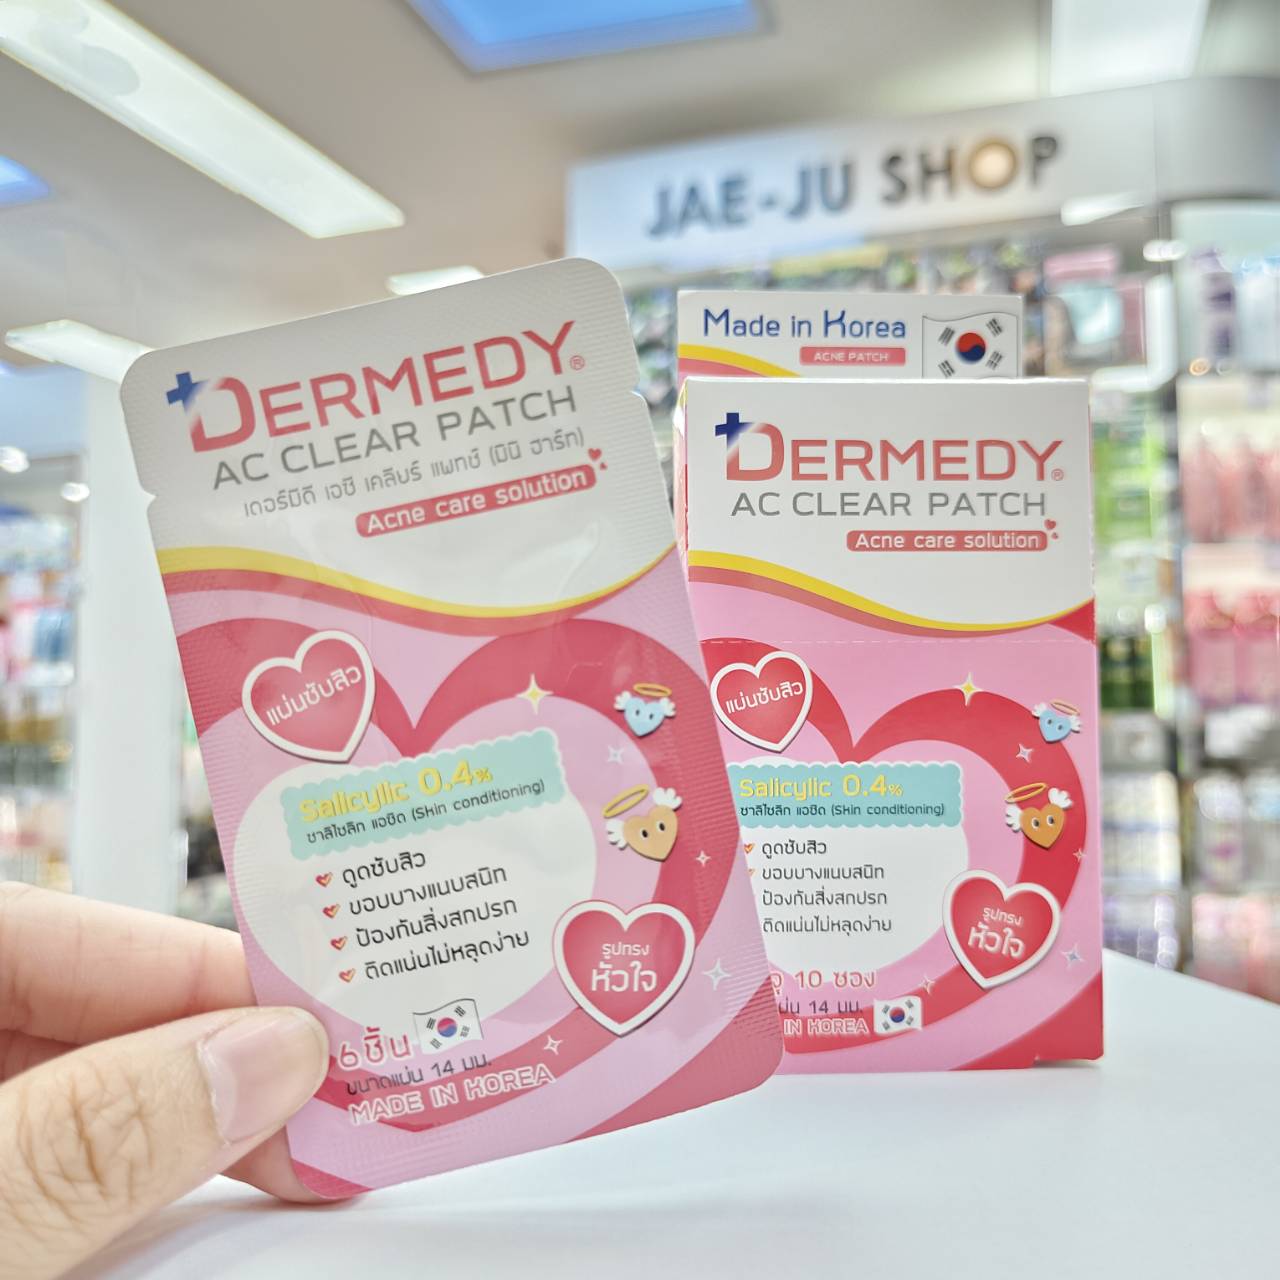 JAE-JU SHOP
DERMEDY®
AC CLEAR PATCH
เดอร์มิดี เอซี เคลียร์ แพทช์ (มินิ ฮาร์ท)
Acne care solution
แผ่นซับสิว
Salicylic 0.4%
ซาลิไซลิก แอซิด (Skin conditioning)
ดูดซับสิว
ขอบบางแนบสนิท
ป้องกันสิ่งสกปรก
ติดแน่นไม่หลุดง่าย
รูปทรง
หัวใจ
6 ชิ้น
ขนาดแผ่น 14 มม.
MADE IN KOREA
Made in Korea
ACNE PATCH
DERMEDY®
AC CLEAR PATCH
Acne care solution
แผ่นซับสิว
Salicylic 0.4%
ซาลิไซลิก แอซิด (Skin conditioning)
ดูดซับสิว
ขอบบางแนบสนิท
ป้องกันสิ่งสกปรก
ติดแน่นไม่หลุดง่าย
รูปทรง
หัวใจ
10 ซอง
14 มม.
IN KOREA